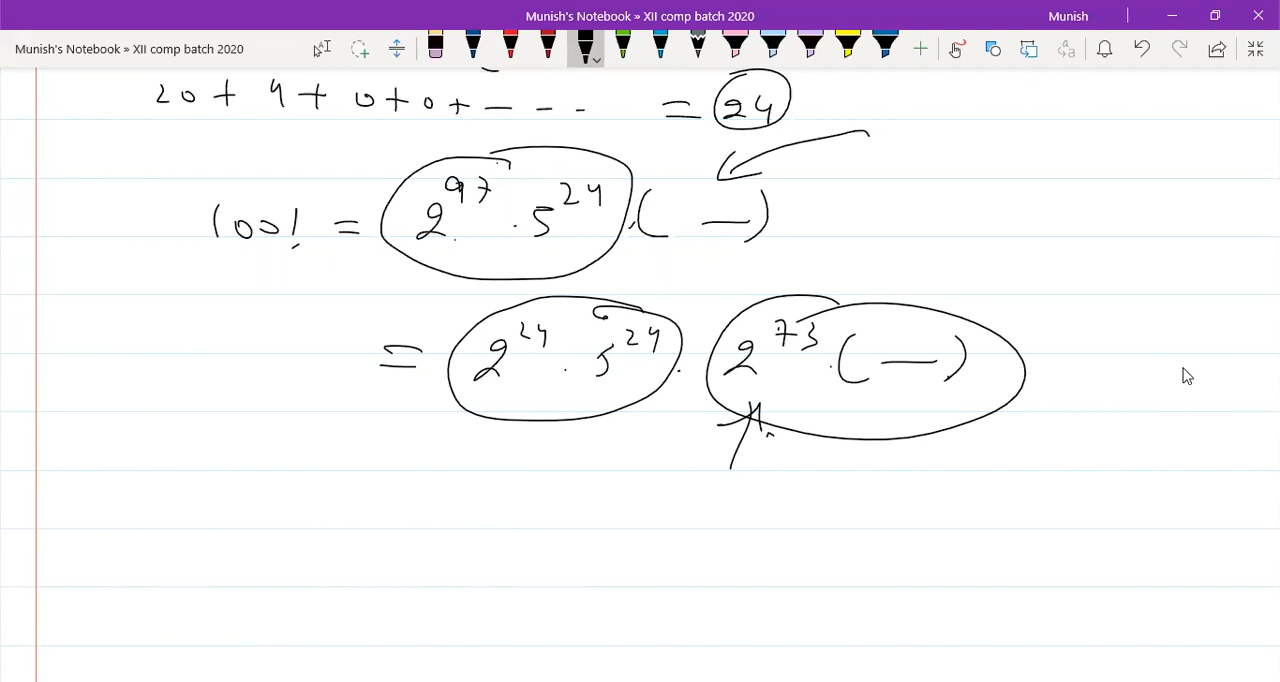 Munish's Notebook » XII comp batch 2020
Munish
Munish's Notebook » XII comp batch 2020
20 + 4 + 0 + 0 + - - - = 24
100! = 2^97 . 5^24 . ( — )
= 2^24 . 5^24 . 2^73 . ( — )